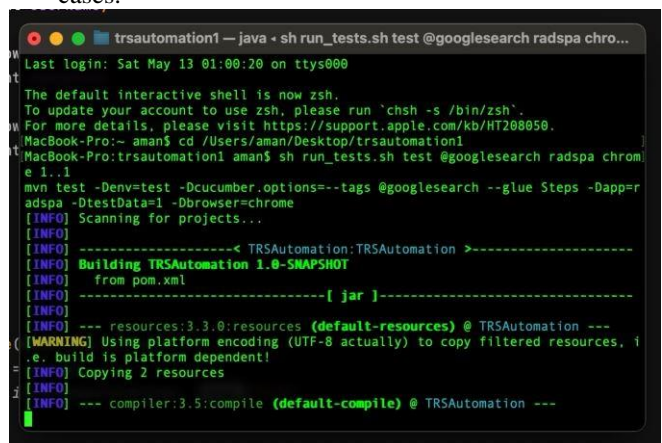 cases.
trsautomation1 — java ◂ sh run_tests.sh test @googlesearch radspa chro...
Last login: Sat May 13 01:00:20 on ttys000
The default interactive shell is now zsh.
To update your account to use zsh, please run `chsh -s /bin/zsh`.
For more details, please visit https://support.apple.com/kb/HT208050.
MacBook-Pro:~ aman$ cd /Users/aman/Desktop/trsautomation1
MacBook-Pro:trsautomation1 aman$ sh run_tests.sh test @googlesearch radspa chrom
e 1..1
mvn test -Denv=test -Dcucumber.options=--tags @googlesearch --glue Steps -Dapp=r
adspa -DtestData=1 -Dbrowser=chrome
[INFO] Scanning for projects...
[INFO]
[INFO] --------------------< TRSAutomation:TRSAutomation >---------------------
[INFO] Building TRSAutomation 1.0-SNAPSHOT
[INFO]   from pom.xml
[INFO] --------------------------------[ jar ]---------------------------------
[INFO]
[INFO] --- resources:3.3.0:resources (default-resources) @ TRSAutomation ---
[WARNING] Using platform encoding (UTF-8 actually) to copy filtered resources, i
.e. build is platform dependent!
[INFO] Copying 2 resources
[INFO]
[INFO] --- compiler:3.5:compile (default-compile) @ TRSAutomation ---